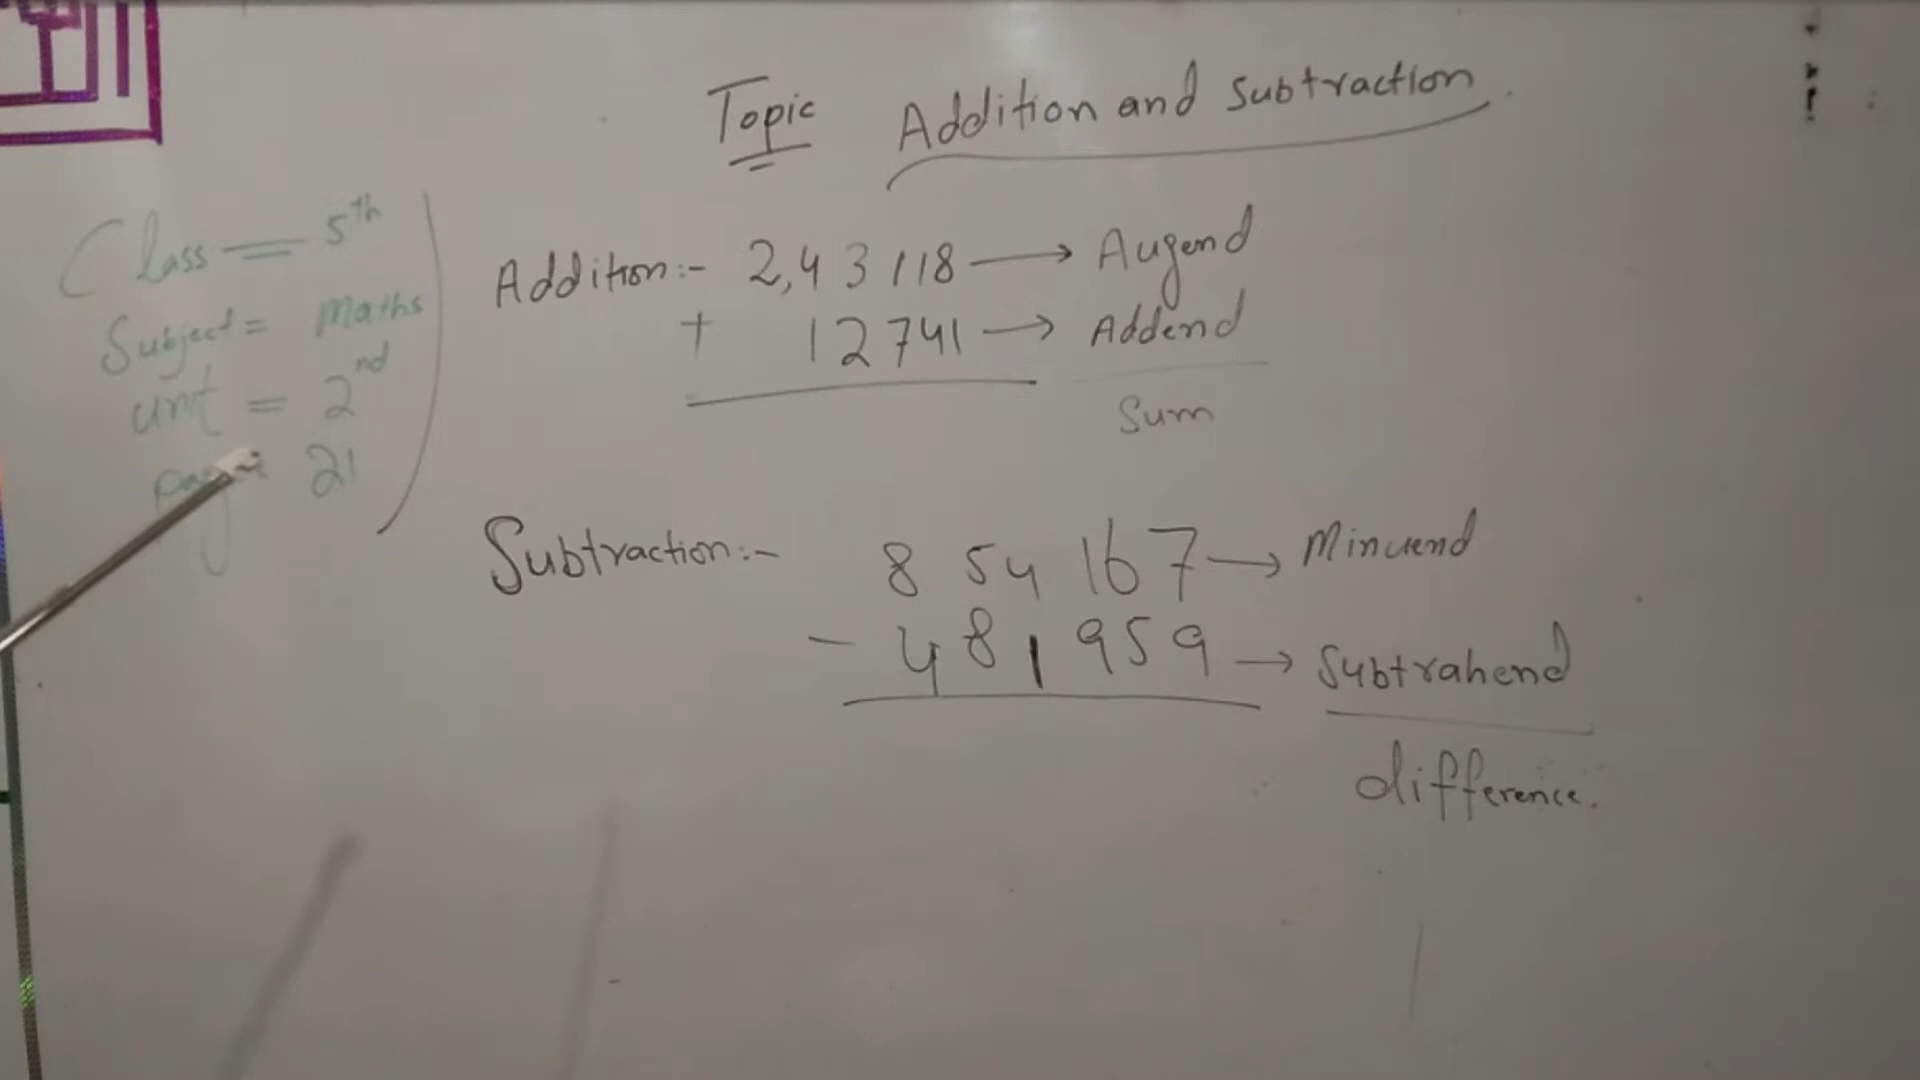 Topic Addition and Subtraction.
Class = 5th
Subject = Maths
unit = 2nd
21
Addition:- 2,43118 → Augend
+ 12741 → Addend
Sum
Subtraction:- 854167 → Minuend
- 481959 → Subtrahend
difference.